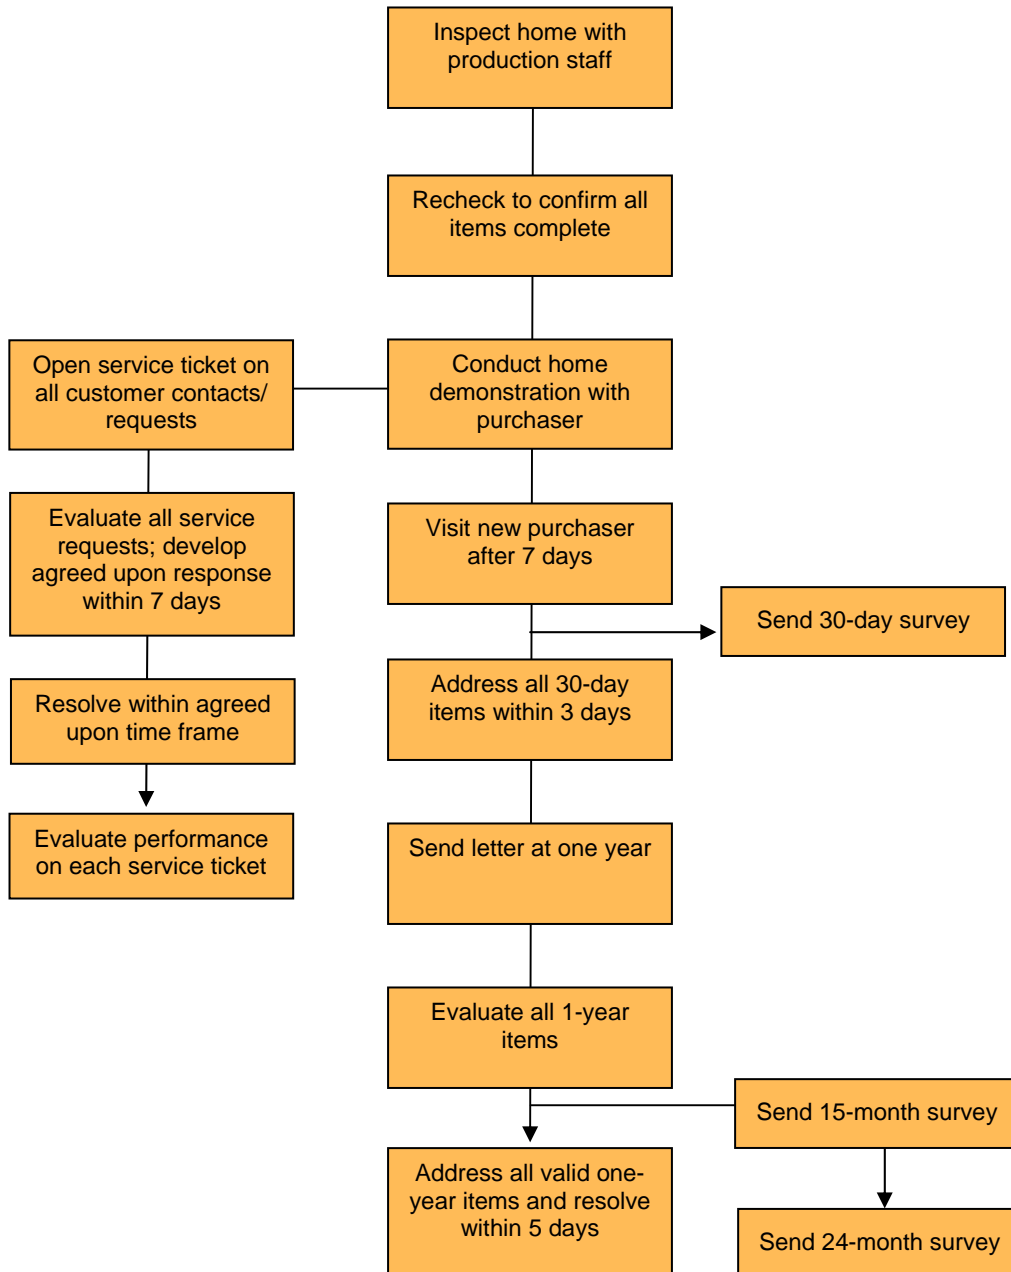 Inspect home with
production staff
Recheck to confirm all
items complete
Open service ticket on
all customer contacts/
requests
Conduct home
demonstration with
purchaser
Evaluate all service
requests; develop
agreed upon response
within 7 days
Visit new purchaser
after 7 days
Send 30-day survey
Resolve within agreed
upon time frame
Address all 30-day
items within 3 days
Evaluate performance
on each service ticket
Send letter at one year
Evaluate all 1-year
items
Send 15-month survey
Address all valid one-
year items and resolve
within 5 days
Send 24-month survey